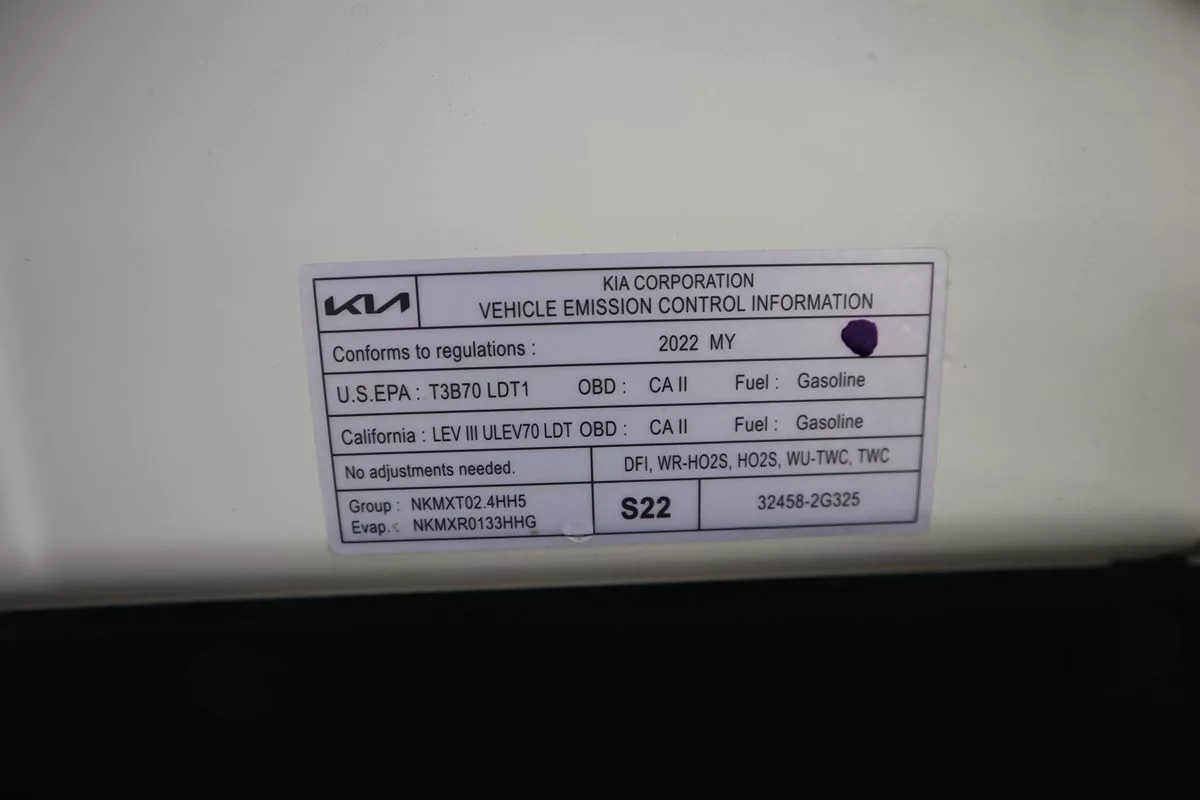 KIA
KIA CORPORATION
VEHICLE EMISSION CONTROL INFORMATION
Conforms to regulations : 2022 MY
U.S.EPA : T3B70 LDT1 OBD : CA II Fuel : Gasoline
California : LEV III ULEV70 LDT OBD : CA II Fuel : Gasoline
No adjustments needed. DFI, WR-HO2S, HO2S, WU-TWC, TWC
Group : NKMXT02.4HH5
Evap. : NKMXR0133HHG
S22
32458-2G325